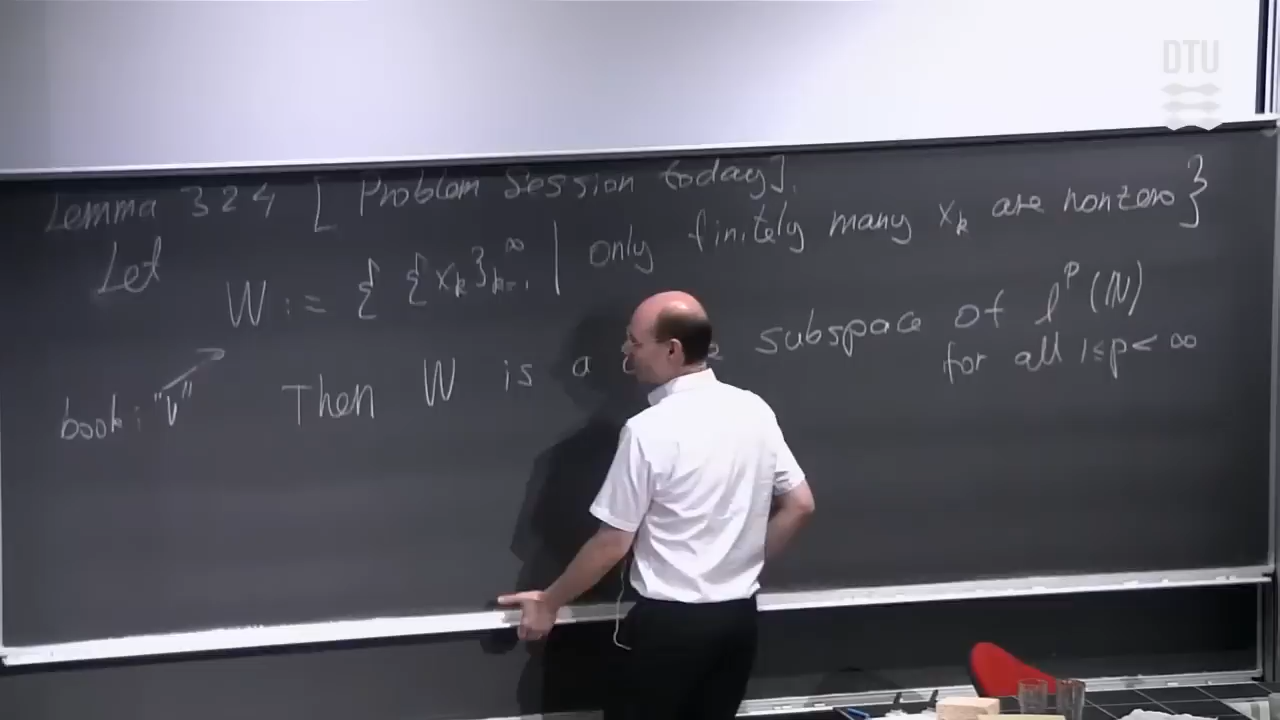 DTU
Lemma 3.2.4 [ Problem Session today].
Let
W := { {x_k}_{k=1}^∞ | only finitely many x_k are nonzero }
Then W is a subspace of l^p(N)
for all 1≤p<∞
book: "V"